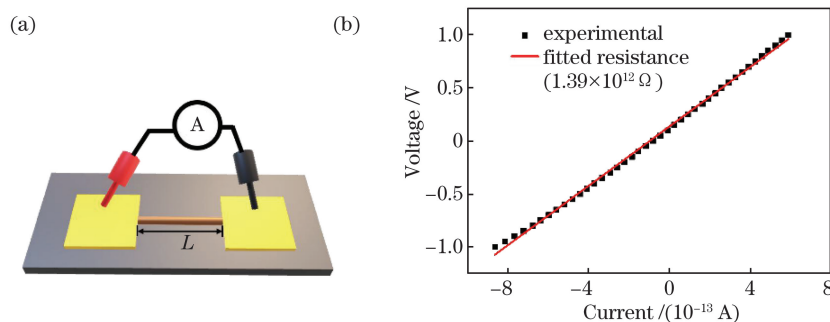 (a)
A
L
(b)
experimental
fitted resistance
(1.39×10¹² Ω)
Voltage /V
1.0
0.5
0
−0.5
−1.0
−8
−4
0
4
8
Current /(10⁻¹³ A)